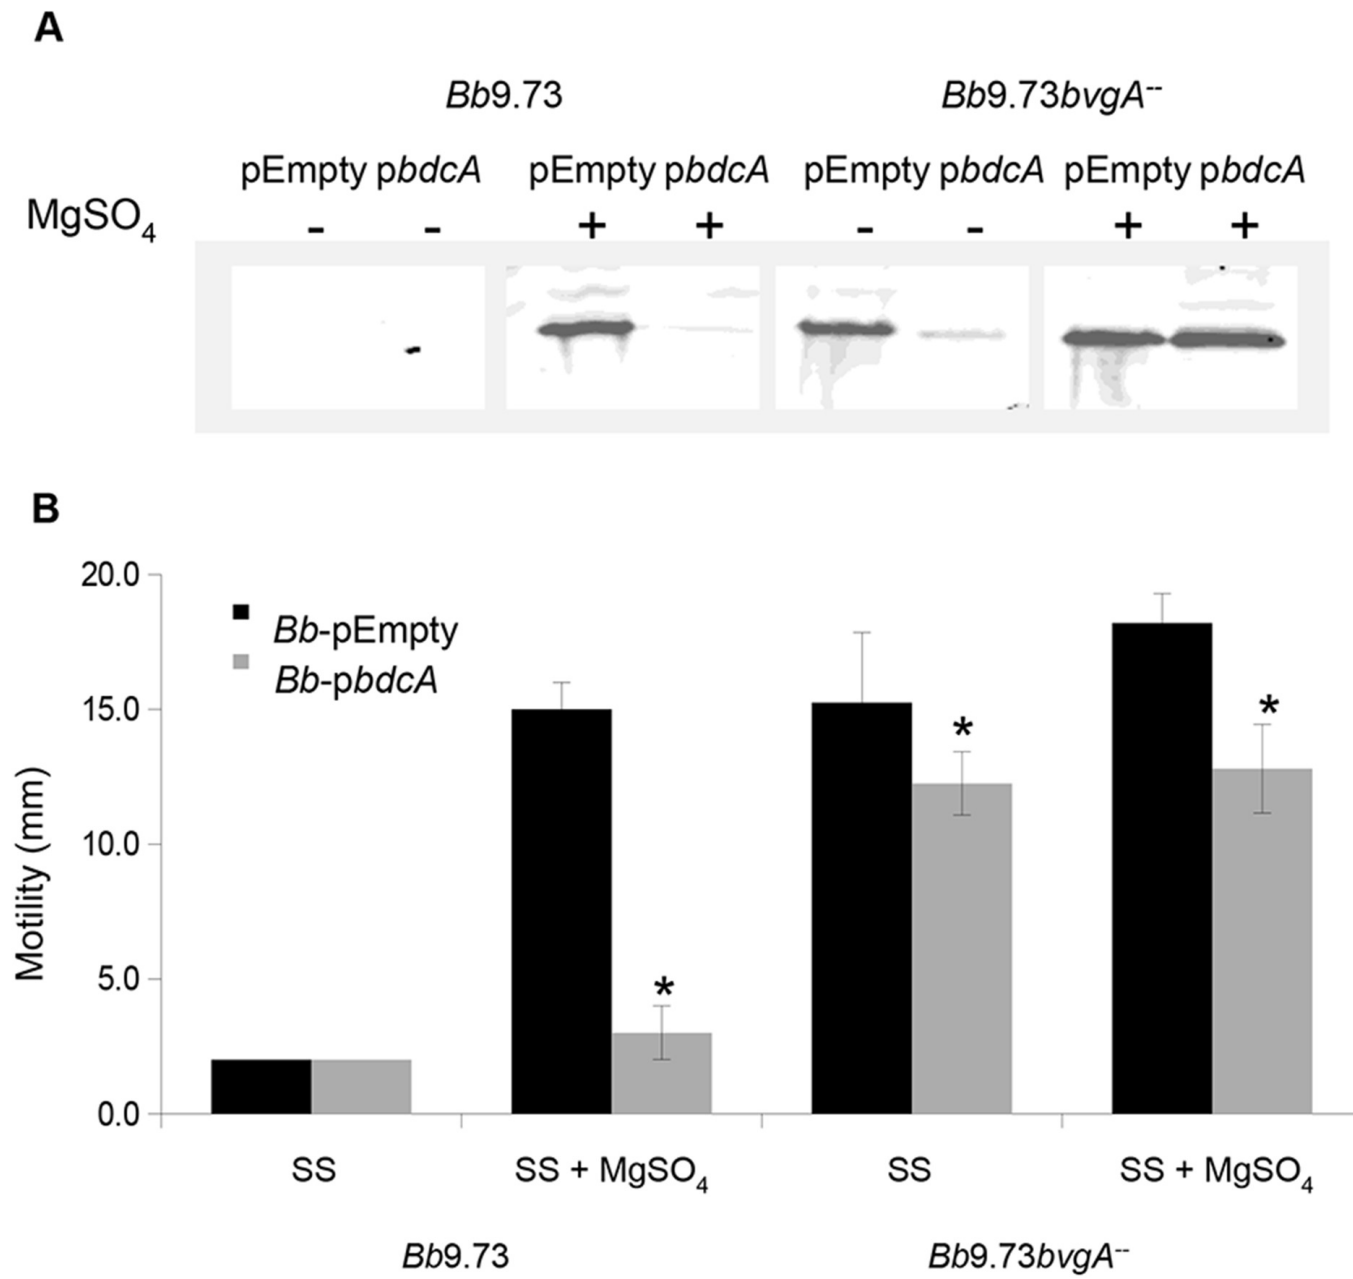 A
Bb9.73 Bb9.73bvgA--
pEmpty pbdcA pEmpty pbdcA pEmpty pbdcA pEmpty pbdcA
MgSO4 - - + + - - + +
B
20.0
15.0
10.0
5.0
0.0
Motility (mm)
Bb-pEmpty
Bb-pbdcA
* * *
SS SS + MgSO4 SS SS + MgSO4
Bb9.73 Bb9.73bvgA--